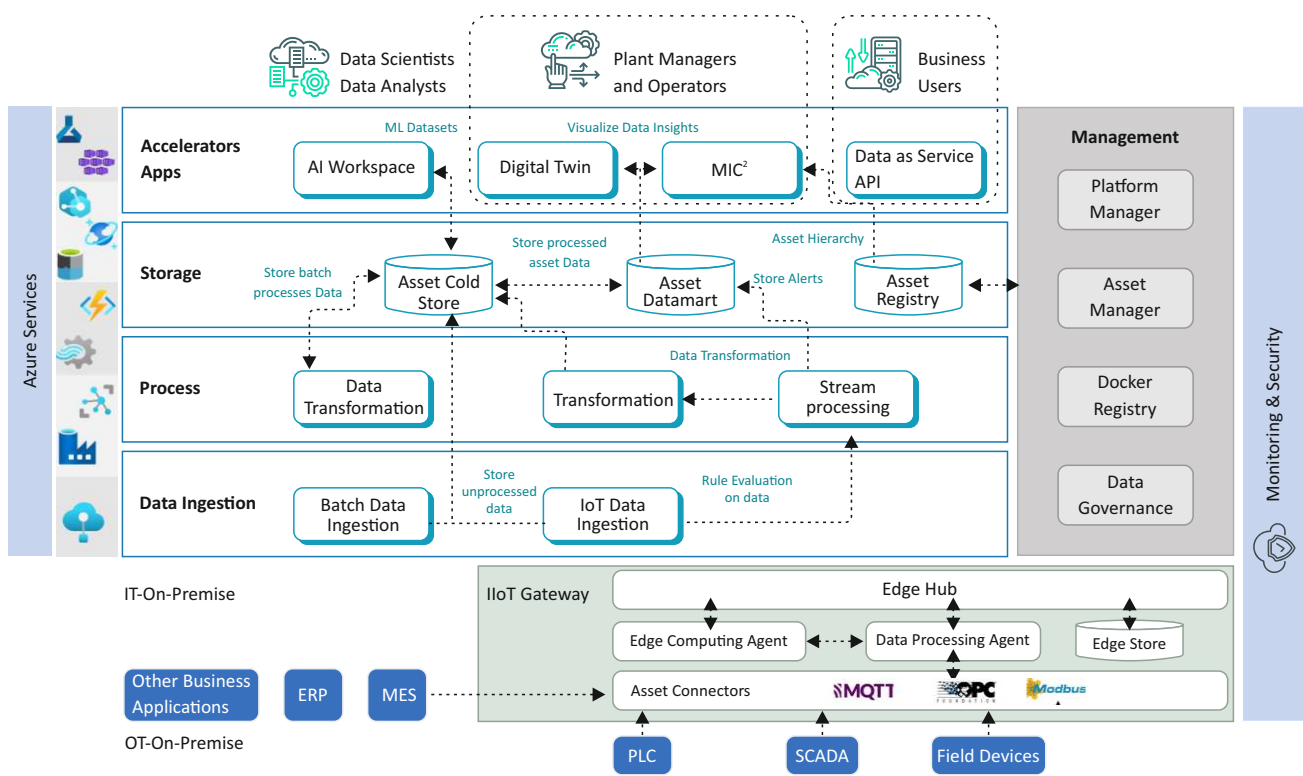 Data Scientists
Data Analysts
Plant Managers
and Operators
Business
Users
Azure Services
Accelerators
Apps
ML Datasets
AI Workspace
Visualize Data Insights
Digital Twin
MIC²
Data as Service
API
Storage
Store batch
processes Data
Asset Cold
Store
Store processed
asset Data
Asset
Datamart
Store Alerts
Asset Hierarchy
Asset
Registry
Process
Data
Transformation
Transformation
Data Transformation
Stream
processing
Data Ingestion
Batch Data
Ingestion
Store
unprocessed
data
IoT Data
Ingestion
Rule Evaluation
on data
Management
Platform
Manager
Asset
Manager
Docker
Registry
Data
Governance
Monitoring & Security
IT-On-Premise
IIoT Gateway
Edge Hub
Edge Computing Agent
Data Processing Agent
Edge Store
Other Business
Applications
ERP
MES
Asset Connectors
MQTT
OPC
FOUNDATION
Modbus
OT-On-Premise
PLC
SCADA
Field Devices